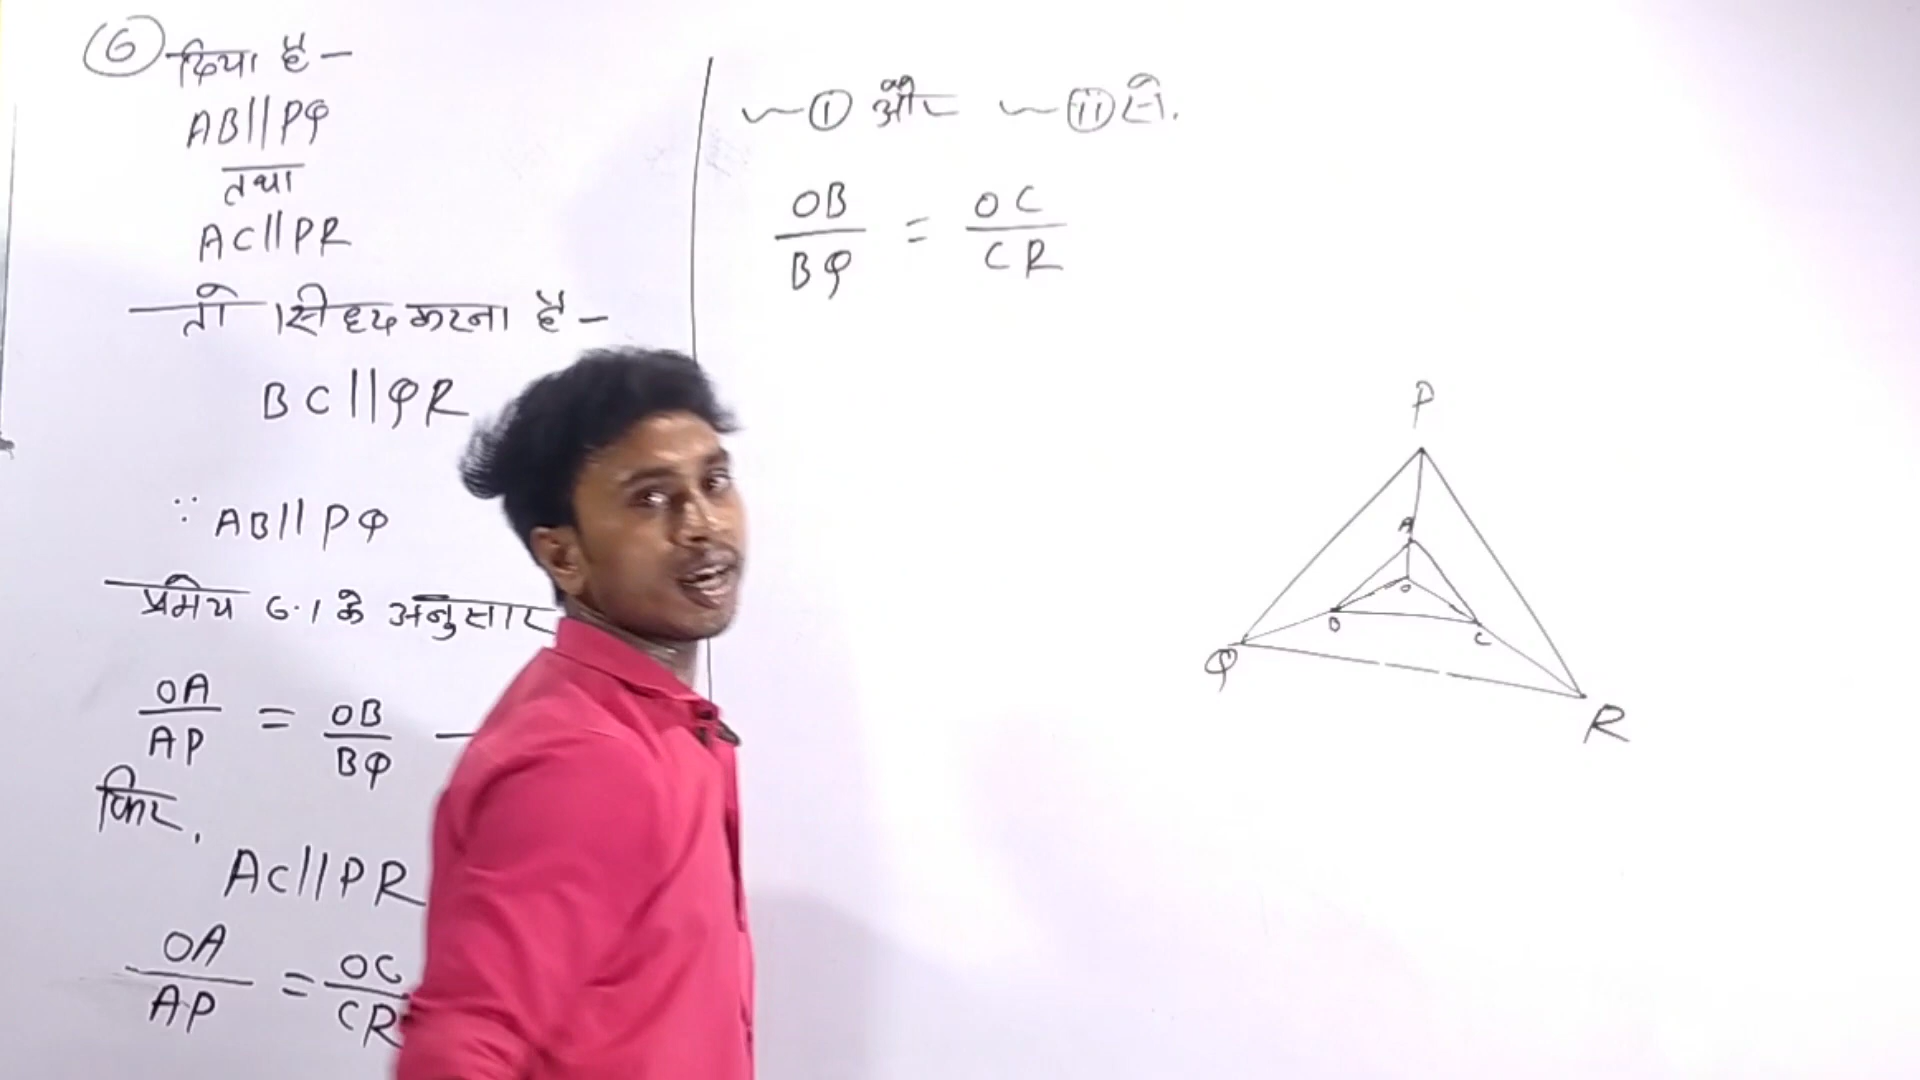 6 दिया है -
AB||PQ
तथा
AC||PR
तो सिध्द करना है -
BC||QR
∵ AB||PQ
प्रमेय 6.1 के अनुसार
OA/AP = OB/BQ -
फिर,
AC||PR
OA/AP = OC/CR
~ (i) और ~ (ii) से.
OB/BQ = OC/CR
P
A
O
B
C
Q
R